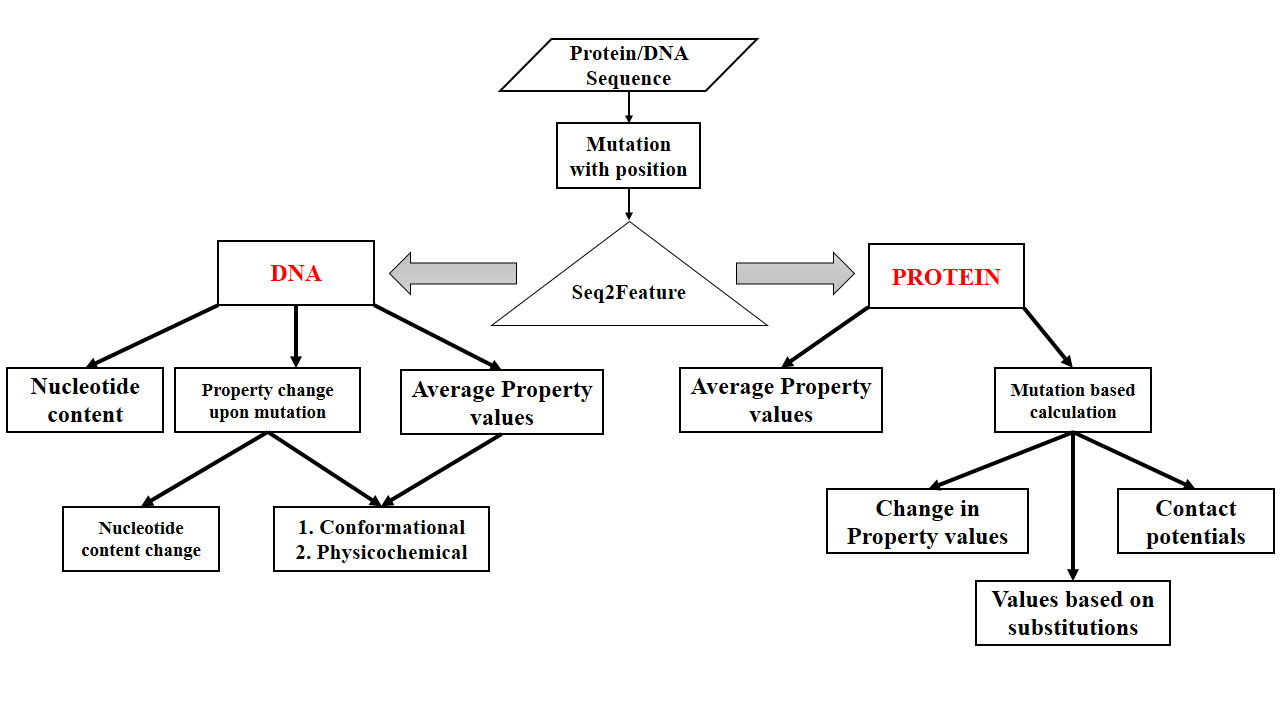 Protein/DNA
Sequence
Mutation
with position
Seq2Feature
DNA
PROTEIN
Nucleotide
content
Property change
upon mutation
Average Property
values
Average Property
values
Mutation based
calculation
Nucleotide
content change
1. Conformational
2. Physicochemical
Change in
Property values
Contact
potentials
Values based on
substitutions